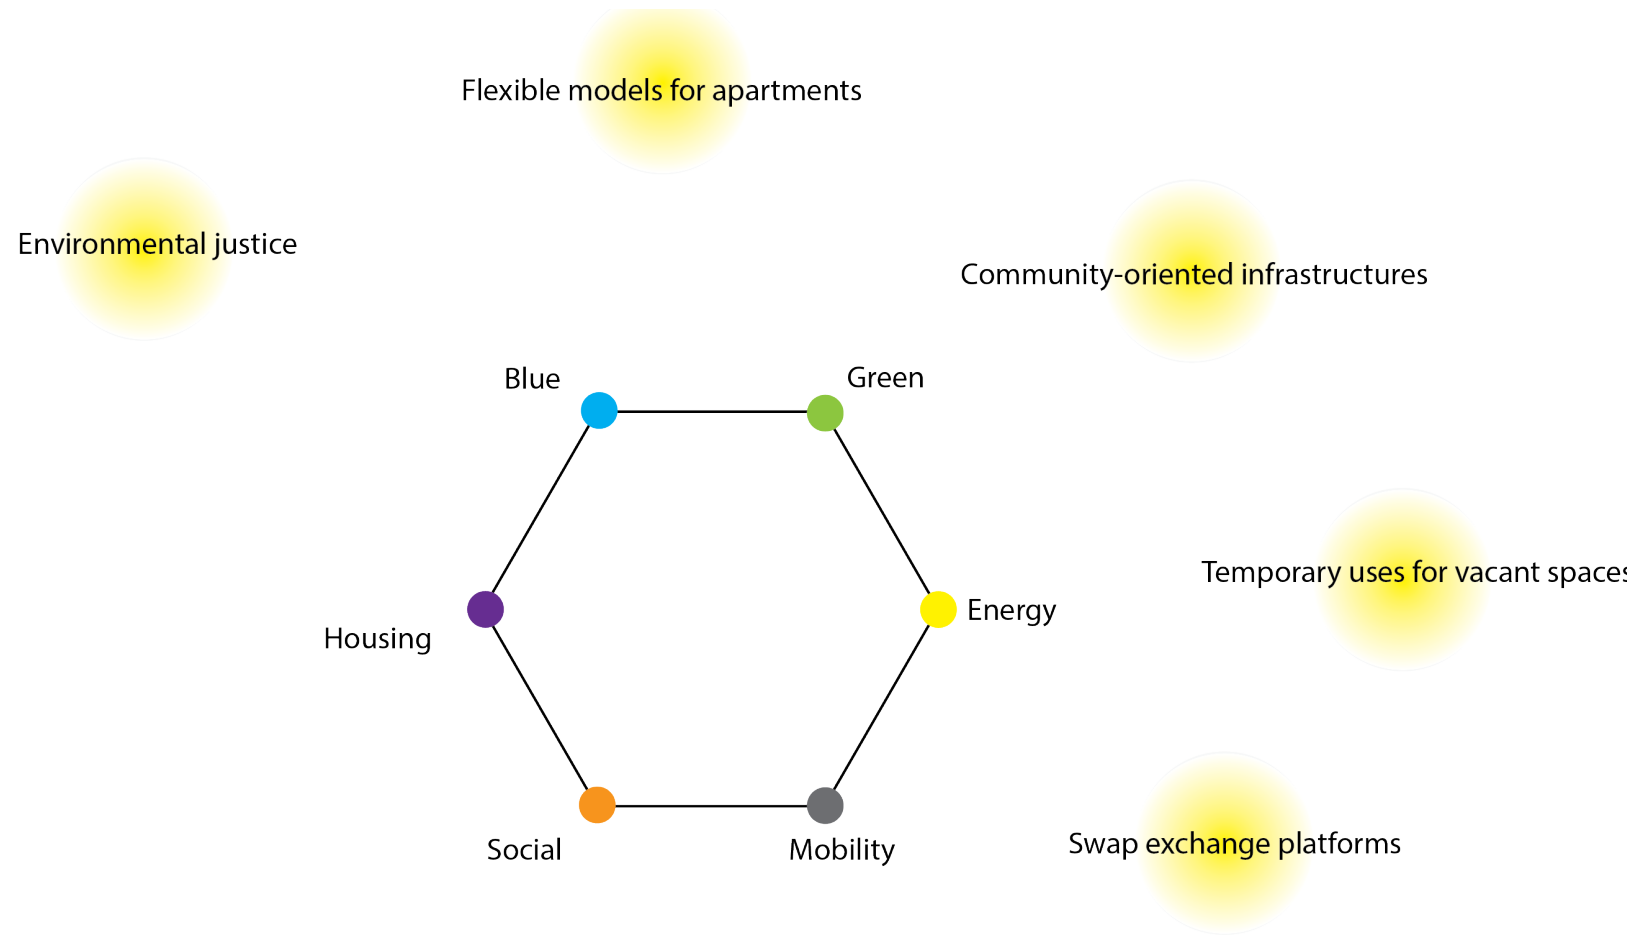 Flexible models for apartments
Environmental justice
Community-oriented infrastructures
Blue
Green
Temporary uses for vacant spaces
Energy
Housing
Swap exchange platforms
Social
Mobility